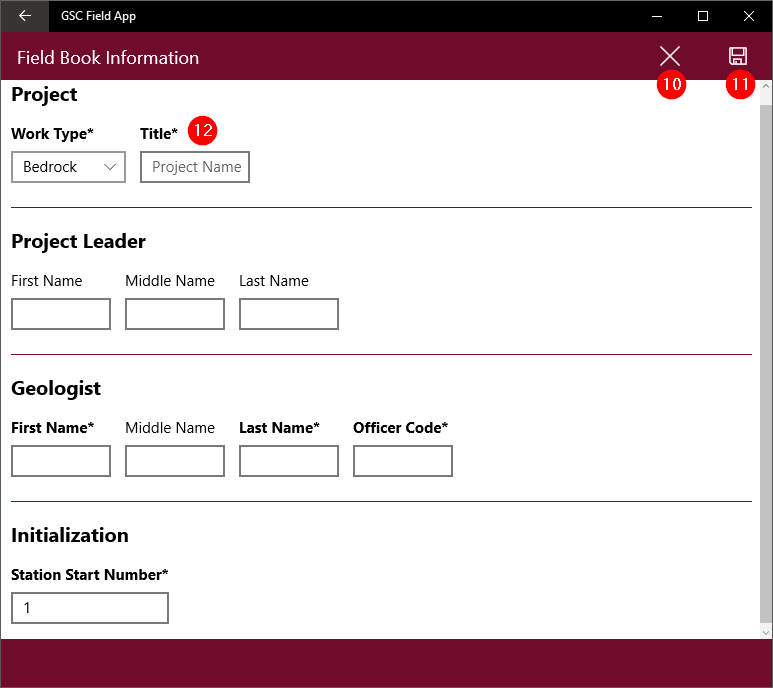 GSC Field App
Field Book Information
10 11
Project
Work Type* Title* 12
Bedrock Project Name
Project Leader
First Name Middle Name Last Name
Geologist
First Name* Middle Name Last Name* Officer Code*
Initialization
Station Start Number*
1